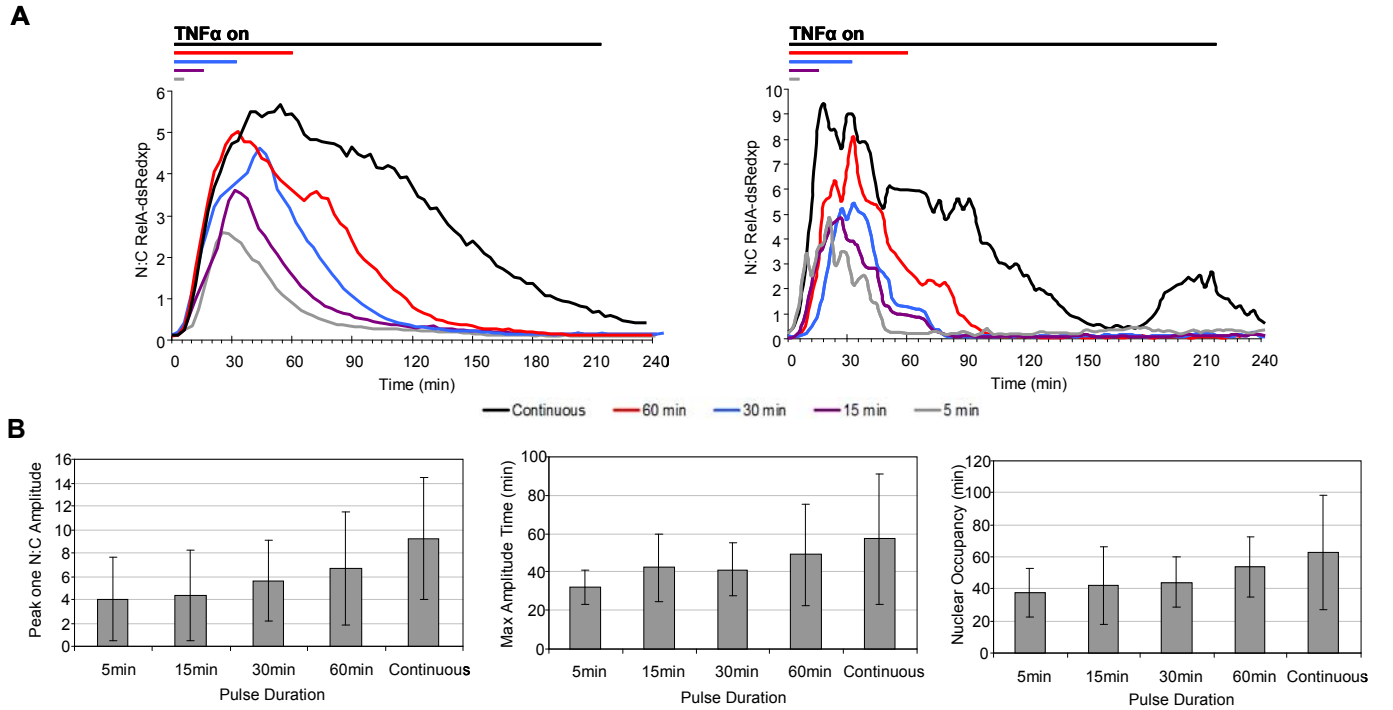 A
TNFα on
6
5
4
3
2
1
0
N:C RelA-dsRedxp
0 30 60 90 120 150 180 210 240
Time (min)
TNFα on
10
9
8
7
6
5
4
3
2
1
0
N:C RelA-dsRedxp
0 30 60 90 120 150 180 210 240
Time (min)
Continuous 60 min 30 min 15 min 5 min
B
16
14
12
10
8
6
4
2
0
Peak one N:C Amplitude
5min 15min 30min 60min Continuous
Pulse Duration
100
80
60
40
20
0
Max Amplitude Time (min)
5min 15min 30min 60min Continuous
Pulse Duration
120
100
80
60
40
20
0
Nuclear Occupancy (min)
5min 15min 30min 60min Continuous
Pulse Duration